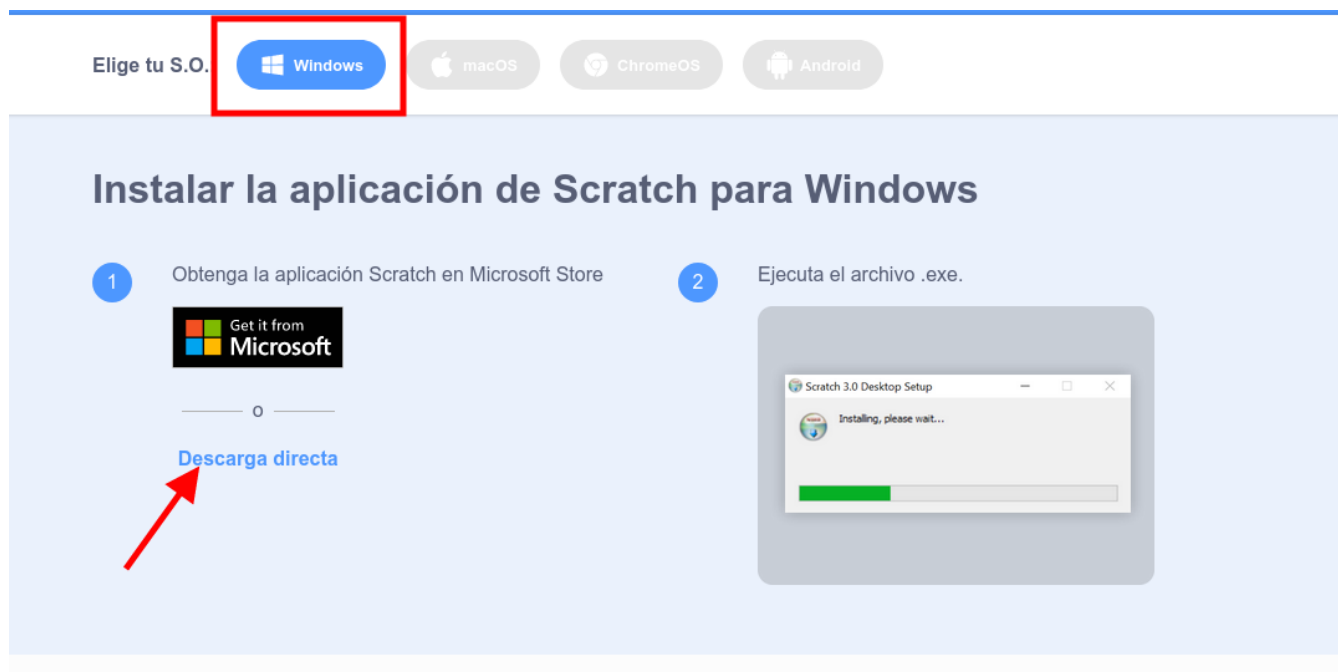 Elige tu S.O.
Windows
macOS
ChromeOS
Android
Instalar la aplicación de Scratch para Windows
1
Obtenga la aplicación Scratch en Microsoft Store
Get it from
Microsoft
o
Descarga directa
2
Ejecuta el archivo .exe.
Scratch 3.0 Desktop Setup
Installing, please wait...